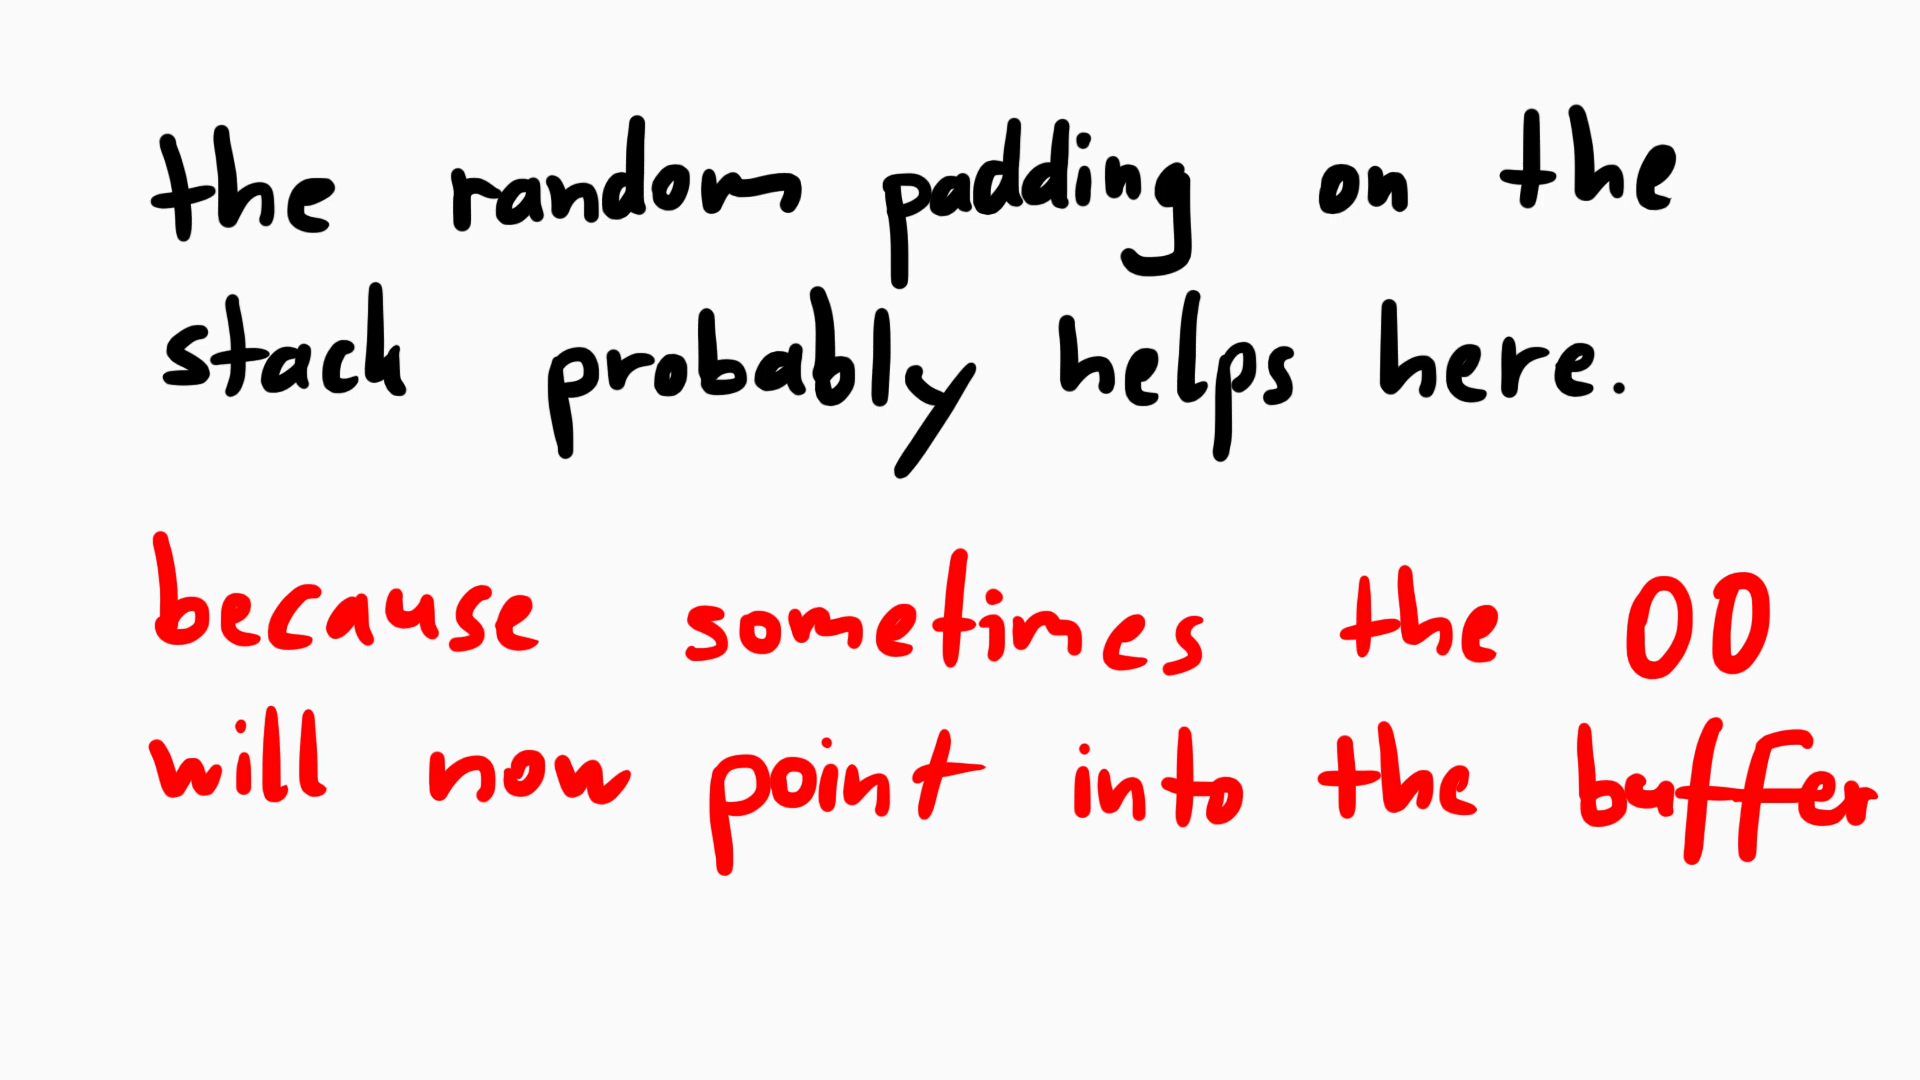 the random padding on the
stack probably helps here.
because sometimes the 00
will now point into the buffer